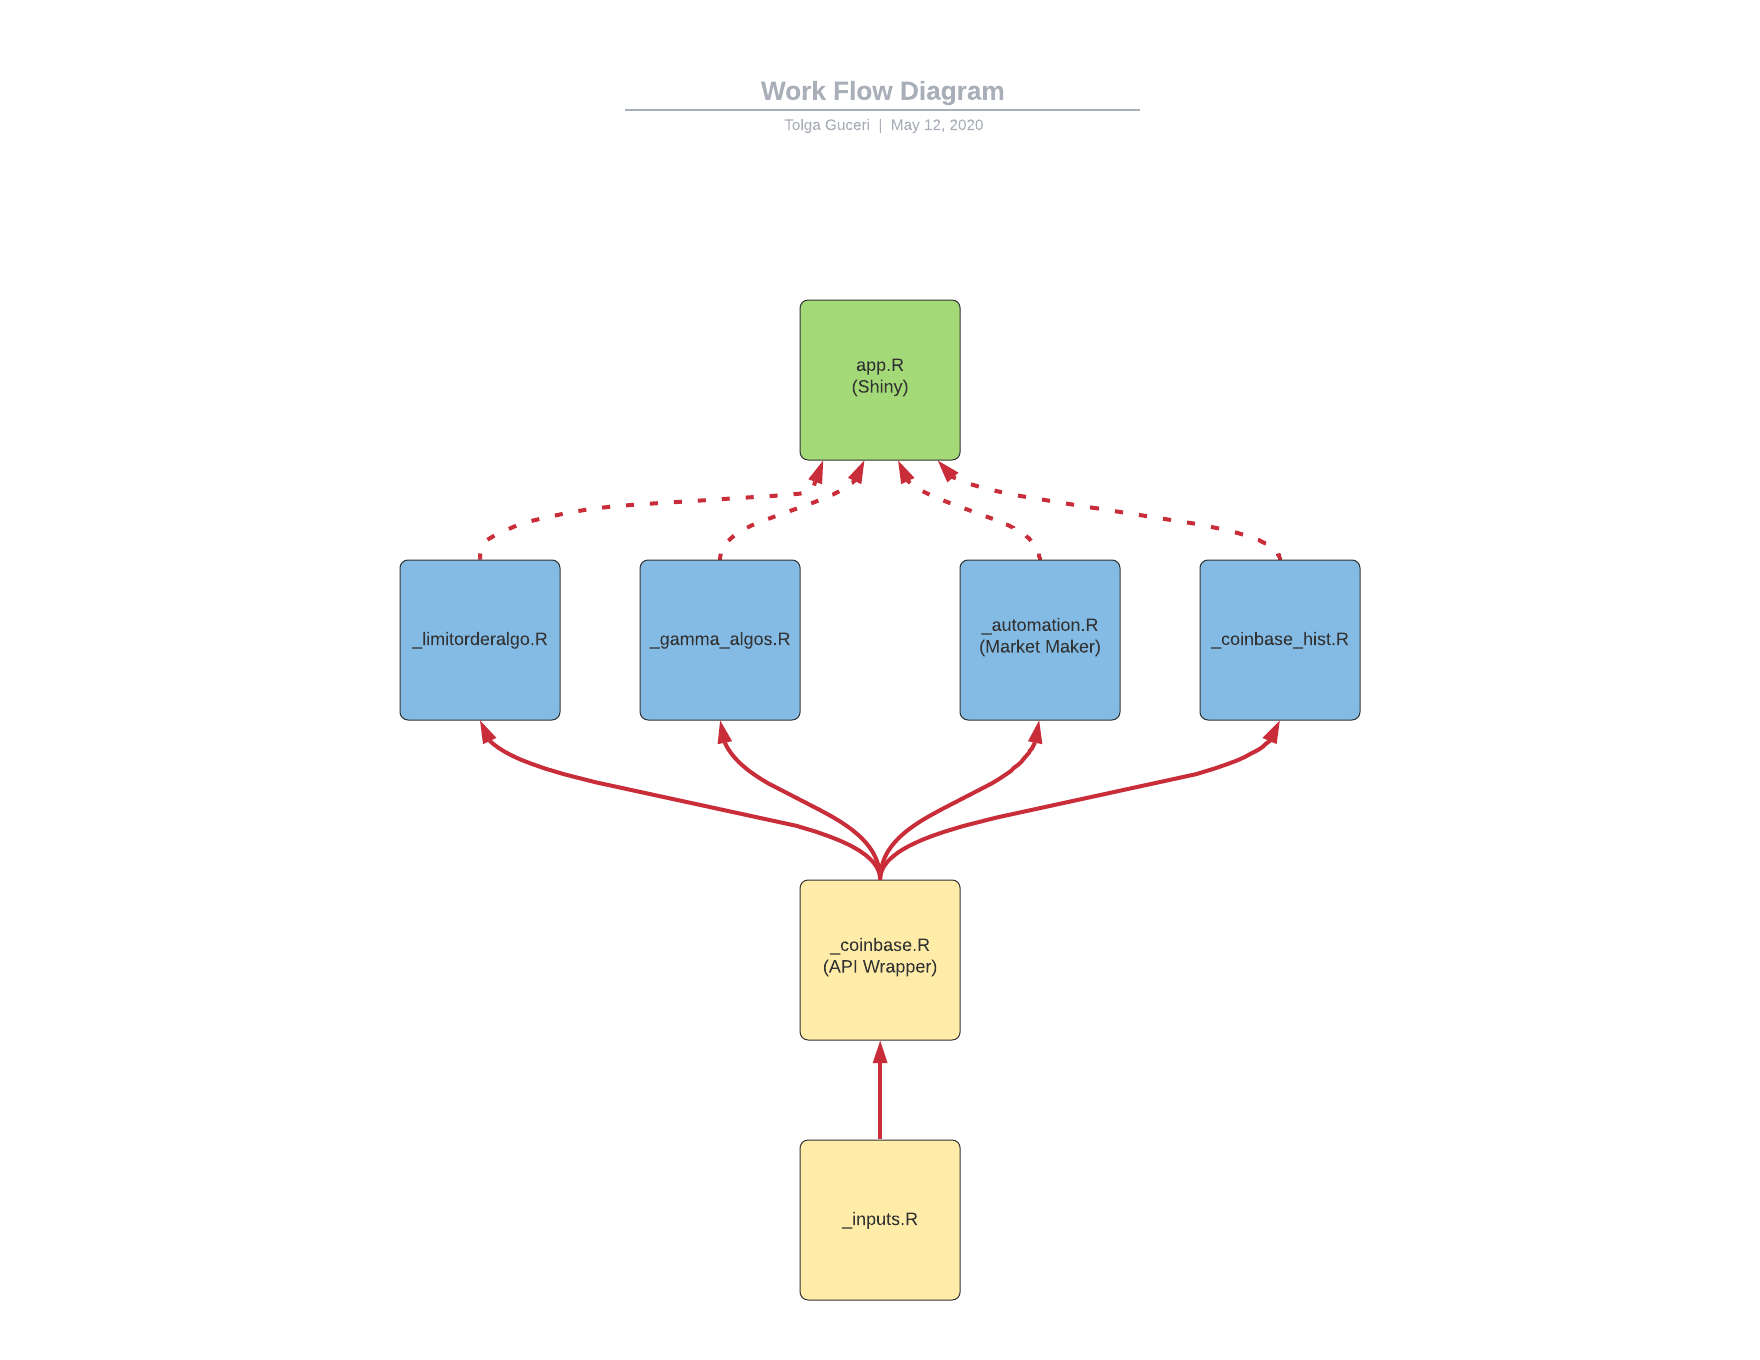 Work Flow Diagram
Tolga Guceri | May 12, 2020
app.R
(Shiny)
_limitorderalgo.R
_gamma_algos.R
_automation.R
(Market Maker)
_coinbase_hist.R
_coinbase.R
(API Wrapper)
_inputs.R